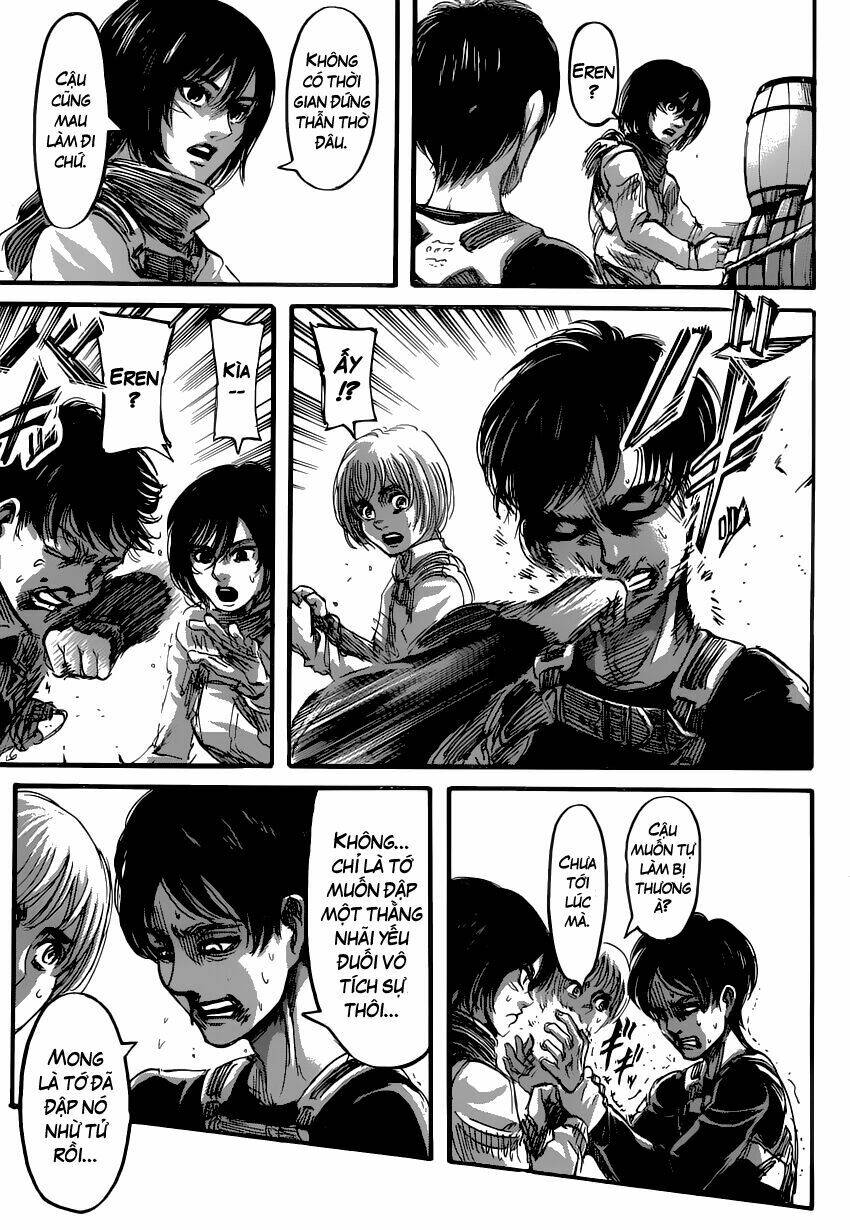 EREN
?
KHÔNG
CÓ THỜI
GIAN ĐỨNG
THẪN THỜ
ĐÂU.
CẬU
CŨNG
MAU
LÀM ĐI
CHỨ.
ẤY
!?
KÌA
--
EREN
?
CẬU
MUỐN TỰ
LÀM BỊ
THƯƠNG
À?
CHƯA
TỚI
LÚC
MÀ.
KHÔNG...
CHỈ LÀ TỚ
MUỐN ĐẬP
MỘT THẰNG
NHÃI YẾU
ĐUỐI VÔ
TÍCH SỰ
THÔI...
MONG
LÀ TỚ ĐÃ
ĐẬP NÓ
NHỪ TỬ
RỒI...